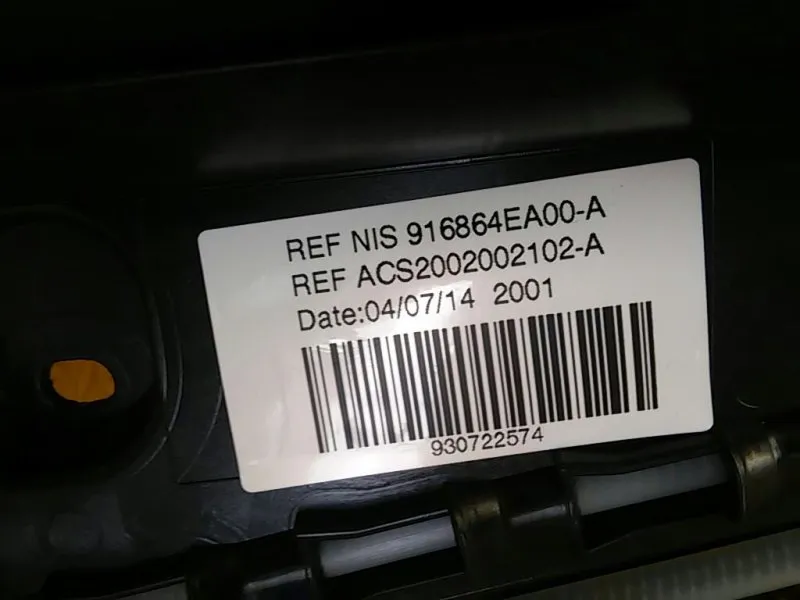 REF NIS 916864EA00-A
REF ACS2002002102-A
Date:04/07/14 2001
930722574